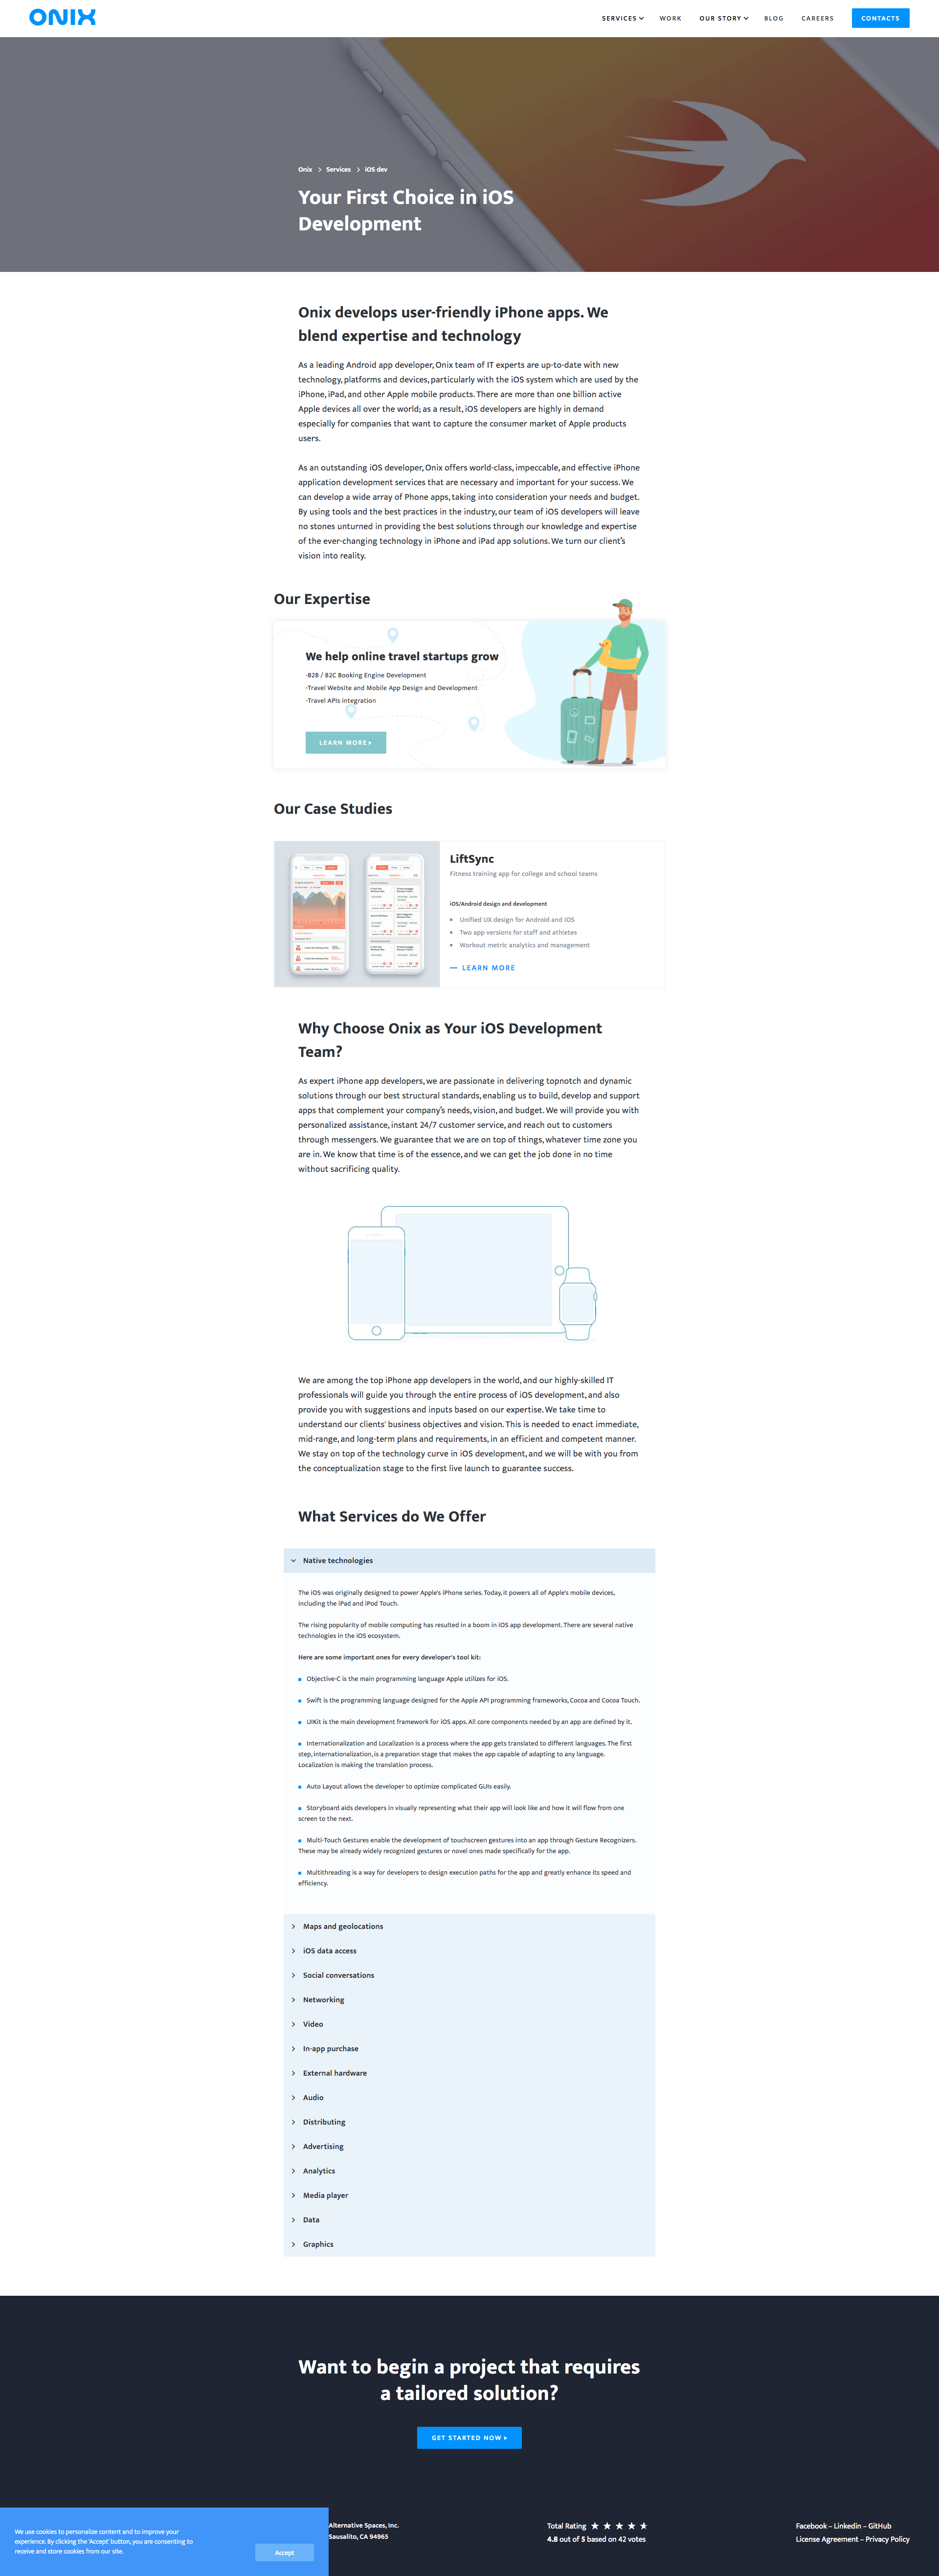 ONIX
SERVICES WORK OUR STORY BLOG CAREERS CONTACTS
Onix > Services > iOS dev
Your First Choice in iOS
Development
Onix develops user-friendly iPhone apps. We
blend expertise and technology
As a leading Android app developer, Onix team of IT experts are up-to-date with new
technology, platforms and devices, particularly with the iOS system which are used by the
iPhone, iPad, and other Apple mobile products. There are more than one billion active
Apple devices all over the world; as a result, iOS developers are highly in demand
especially for companies that want to capture the consumer market of Apple products
users.
As an outstanding iOS developer, Onix offers world-class, impeccable, and effective iPhone
application development services that are necessary and important for your success. We
can develop a wide array of Phone apps, taking into consideration your needs and budget.
By using tools and the best practices in the industry, our team of iOS developers will leave
no stones unturned in providing the best solutions through our knowledge and expertise
of the ever-changing technology in iPhone and iPad app solutions. We turn our client's
vision into reality.
Our Expertise
We help online travel startups grow
-B2B / B2C Booking Engine Development
-Travel Website and Mobile App Design and Development
-Travel APIs integration
LEARN MORE
Our Case Studies
LiftSync
Fitness training app for college and school teams
iOS/Android design and development
Unified UX design for Android and iOS
Two app versions for staff and athletes
Workout metric analytics and management
LEARN MORE
Why Choose Onix as Your iOS Development
Team?
As expert iPhone app developers, we are passionate in delivering topnotch and dynamic
solutions through our best structural standards, enabling us to build, develop and support
apps that complement your company's needs, vision, and budget. We will provide you with
personalized assistance, instant 24/7 customer service, and reach out to customers
through messengers. We guarantee that we are on top of things, whatever time zone you
are in. We know that time is of the essence, and we can get the job done in no time
without sacrificing quality.
We are among the top iPhone app developers in the world, and our highly-skilled IT
professionals will guide you through the entire process of iOS development, and also
provide you with suggestions and inputs based on our expertise. We take time to
understand our clients' business objectives and vision. This is needed to enact immediate,
mid-range, and long-term plans and requirements, in an efficient and competent manner.
We stay on top of the technology curve in iOS development, and we will be with you from
the conceptualization stage to the first live launch to guarantee success.
What Services do We Offer
Native technologies
The iOS was originally designed to power Apple's iPhone series. Today, it powers all of Apple's mobile devices,
including the iPad and iPod Touch.
The rising popularity of mobile computing has resulted in a boom in iOS app development. There are several native
technologies in the iOS ecosystem.
Here are some important ones for every developer's tool kit:
Objective-C is the main programming language Apple utilizes for iOS.
Swift is the programming language designed for the Apple API programming frameworks, Cocoa and Cocoa Touch.
UIKit is the main development framework for iOS apps. All core components needed by an app are defined by it.
Internationalization and Localization is a process where the app gets translated to different languages. The first
step, internationalization, is a preparation stage that makes the app capable of adapting to any language.
Localization is making the translation process.
Auto Layout allows the developer to optimize complicated GUIs easily.
Storyboard aids developers in visually representing what their app will look like and how it will flow from one
screen to the next.
Multi-Touch Gestures enable the development of touchscreen gestures into an app through Gesture Recognizers.
These may be already widely recognized gestures or novel ones made specifically for the app.
Multithreading is a way for developers to design execution paths for the app and greatly enhance its speed and
efficiency.
Maps and geolocations
iOS data access
Social conversations
Networking
Video
In-app purchase
External hardware
Audio
Distributing
Advertising
Analytics
Media player
Data
Graphics
Want to begin a project that requires
a tailored solution?
GET STARTED NOW
We use cookies to personalize content and to improve your
experience. By clicking the 'Accept' button, you are consenting to
receive and store cookies from our site.
Accept
Alternative Spaces, Inc.
Sausalito, CA 94965
Total Rating
4.8 out of 5 based on 42 votes
Facebook – Linkedin – GitHub
License Agreement – Privacy Policy